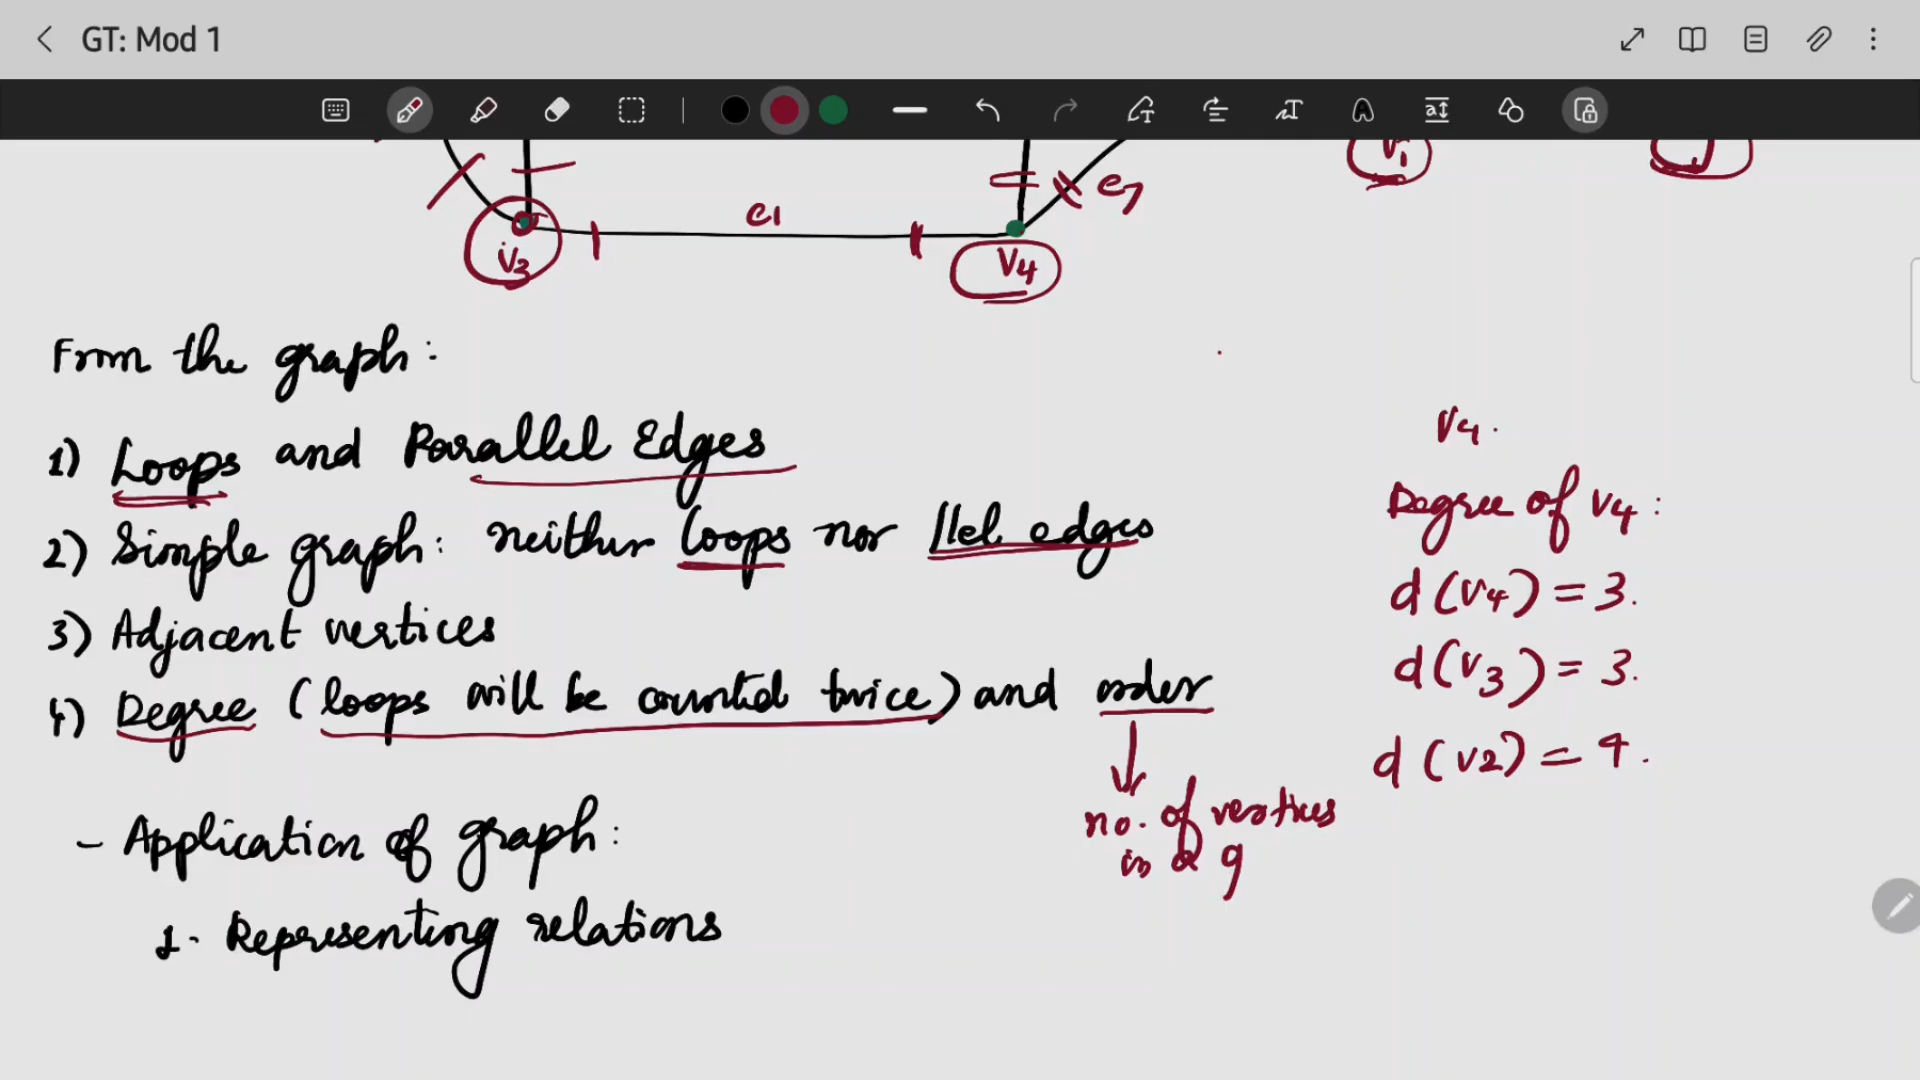 GT: Mod 1
V1
e7
e1
V3
V4
From the graph:
1) Loops and Parallel Edges
2) Simple graph: neither loops nor //lel edges
3) Adjacent vertices
4) Degree (loops will be counted twice) and order
no. of vertices
in a g
V4.
Degree of V4:
d(V4) = 3.
d(V3) = 3.
d(V2) = 4.
- Application of graph:
1. Representing relations